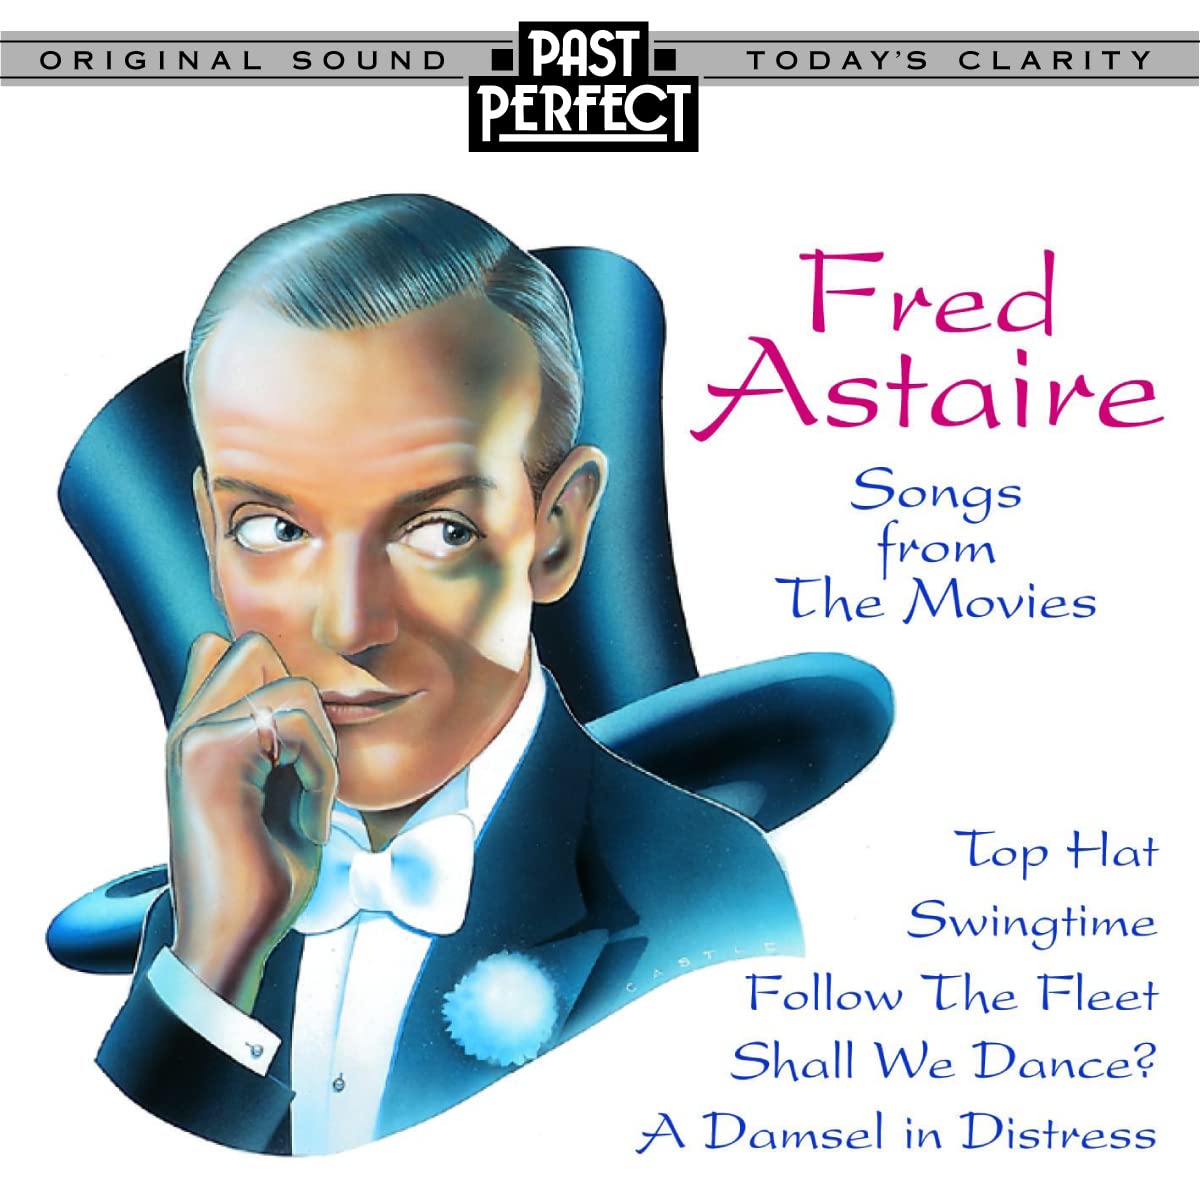 ORIGINAL SOUND
PAST
PERFECT
TODAY'S CLARITY
Fred
Astaire
Songs
from
The Movies
Top Hat
Swingtime
Follow The Fleet
Shall We Dance?
A Damsel in Distress
CASTLE